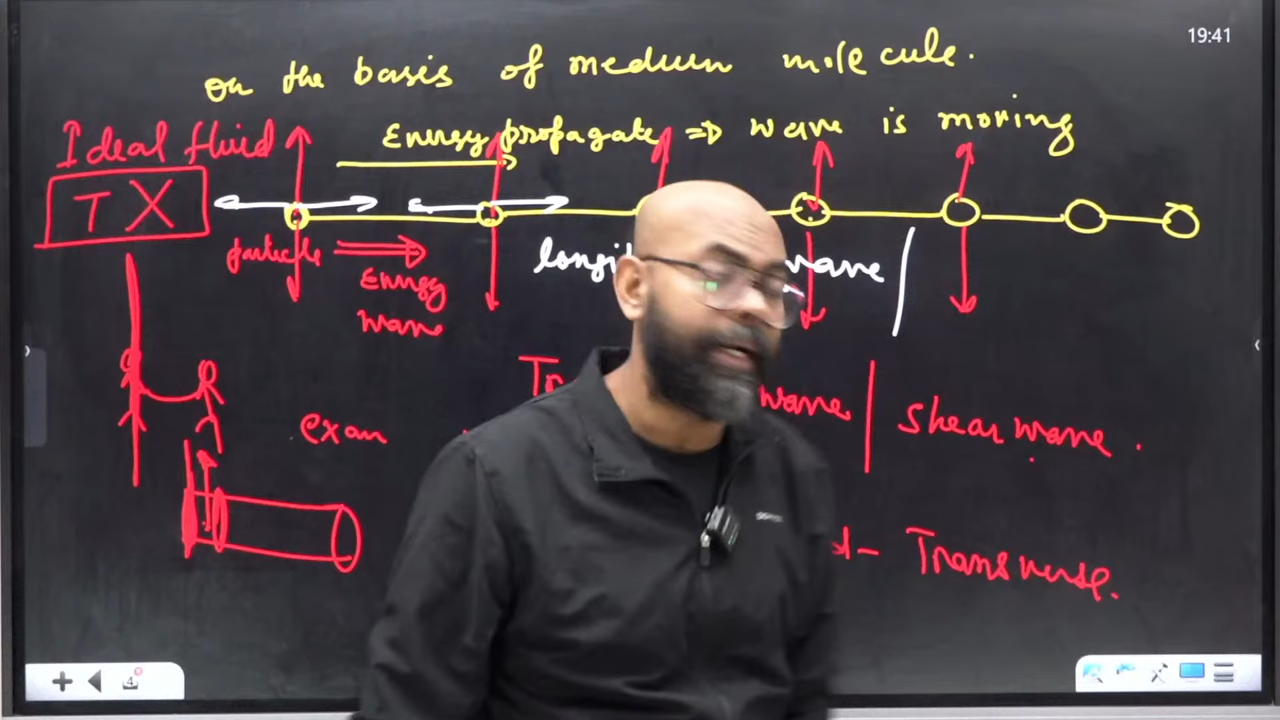 19:41
on the basis of medium molecule.
Energy propagate => wave is moving
Ideal fluid
TX
particle => Energy wave
wave |
exam
wave | Shear wave.
- Transverse.
4